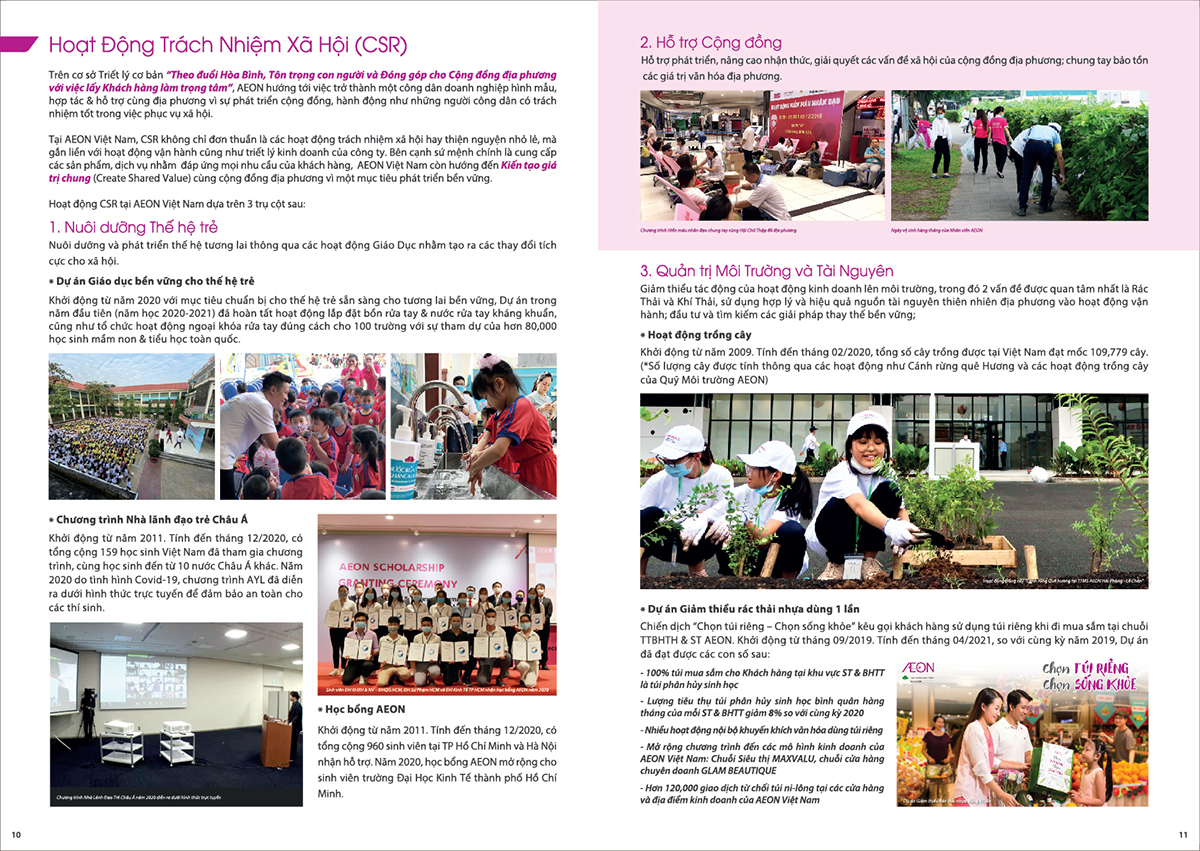 Hoạt Động Trách Nhiệm Xã Hội (CSR)
Trên cơ sở Triết lý cơ bản “Theo đuổi Hòa Bình, Tôn trọng con người và Đóng góp cho Cộng đồng địa phương
với việc lấy Khách hàng làm trọng tâm”, AEON hướng tới việc trở thành một công dân doanh nghiệp hình mẫu,
hợp tác & hỗ trợ cùng địa phương vì sự phát triển cộng đồng, hành động như những người công dân có trách
nhiệm tốt trong việc phục vụ xã hội.
Tại AEON Việt Nam, CSR không chỉ đơn thuần là các hoạt động trách nhiệm xã hội hay thiện nguyện nhỏ lẻ, mà
gắn liền với hoạt động vận hành cũng như triết lý kinh doanh của công ty. Bên cạnh sứ mệnh chính là cung cấp
các sản phẩm, dịch vụ nhằm đáp ứng mọi nhu cầu của khách hàng, AEON Việt Nam còn hướng đến Kiến tạo giá
trị chung (Create Shared Value) cùng cộng đồng địa phương vì một mục tiêu phát triển bền vững.
Hoạt động CSR tại AEON Việt Nam dựa trên 3 trụ cột sau:
1. Nuôi dưỡng Thế hệ trẻ
Nuôi dưỡng và phát triển thế hệ tương lai thông qua các hoạt động Giáo Dục nhằm tạo ra các thay đổi tích
cực cho xã hội.
* Dự án Giáo dục bền vững cho thế hệ trẻ
Khởi động từ năm 2020 với mục tiêu chuẩn bị cho thế hệ trẻ sẵn sàng cho tương lai bền vững, Dự án trong
năm đầu tiên (năm học 2020-2021) đã hoàn tất hoạt động lắp đặt bồn rửa tay & nước rửa tay kháng khuẩn,
cũng như tổ chức hoạt động ngoại khóa rửa tay đúng cách cho 100 trường với sự tham dự của hơn 80,000
học sinh mầm non & tiểu học toàn quốc.
* Chương trình Nhà lãnh đạo trẻ Châu Á
Khởi động từ năm 2011. Tính đến tháng 12/2020, có
tổng cộng 159 học sinh Việt Nam đã tham gia chương
trình, cùng học sinh đến từ 10 nước Châu Á khác. Năm
2020 do tình hình Covid-19, chương trình AYL đã diễn
ra dưới hình thức trực tuyến để đảm bảo an toàn cho
các thí sinh.
Chương trình Nhà Lãnh Đạo Trẻ Châu Á năm 2020 diễn ra dưới hình thức trực tuyến
AEON SCHOLARSHIP
GRANTING CEREMONY
Sinh viên ĐH KHXH & NV - ĐHQG HCM, ĐH Sư Phạm HCM và ĐH Kinh Tế TP HCM nhận học bổng AEON năm 2020
* Học bổng AEON
Khởi động từ năm 2011. Tính đến tháng 12/2020, có
tổng cộng 960 sinh viên tại TP Hồ Chí Minh và Hà Nội
nhận hỗ trợ. Năm 2020, học bổng AEON mở rộng cho
sinh viên trường Đại Học Kinh Tế thành phố Hồ Chí
Minh.
10
2. Hỗ trợ Cộng đồng
Hỗ trợ phát triển, nâng cao nhận thức, giải quyết các vấn đề xã hội của cộng đồng địa phương; chung tay bảo tồn
các giá trị văn hóa địa phương.
HOẠT ĐỘNG HIẾN MÁU NHÂN ĐẠO
Chương trình Hiến máu nhân đạo chung tay cùng Hội Chữ Thập đỏ địa phương
Ngày vệ sinh hàng tháng của Nhân viên AEON
3. Quản trị Môi Trường và Tài Nguyên
Giảm thiểu tác động của hoạt động kinh doanh lên môi trường, trong đó 2 vấn đề được quan tâm nhất là Rác
Thải và Khí Thải, sử dụng hợp lý và hiệu quả nguồn tài nguyên thiên nhiên địa phương vào hoạt động vận
hành; đầu tư và tìm kiếm các giải pháp thay thế bền vững;
* Hoạt động trồng cây
Khởi động từ năm 2009. Tính đến tháng 02/2020, tổng số cây trồng được tại Việt Nam đạt mốc 109,779 cây.
(*Số lượng cây được tính thông qua các hoạt động như Cánh rừng quê Hương và các hoạt động trồng cây
của Quỹ Môi trường AEON)
Hoạt động trồng cây "Cánh rừng Quê hương tại TTMS AEON Hải Phòng - Lê Chân"
* Dự án Giảm thiểu rác thải nhựa dùng 1 lần
Chiến dịch “Chọn túi riêng – Chọn sống khỏe” kêu gọi khách hàng sử dụng túi riêng khi đi mua sắm tại chuỗi
TTBHTH & ST AEON. Khởi động từ tháng 09/2019. Tính đến tháng 04/2021, so với cùng kỳ năm 2019, Dự án
đã đạt được các con số sau:
- 100% túi mua sắm cho Khách hàng tại khu vực ST & BHTT
là túi phân hủy sinh học
- Lượng tiêu thụ túi phân hủy sinh học bình quân hàng
tháng của mỗi ST & BHTT giảm 8% so với cùng kỳ 2020
- Nhiều hoạt động nội bộ khuyến khích văn hóa dùng túi riêng
- Mở rộng chương trình đến các mô hình kinh doanh của
AEON Việt Nam: Chuỗi Siêu thị MAXVALU, chuỗi cửa hàng
chuyên doanh GLAM BEAUTIQUE
- Hơn 120,000 giao dịch từ chối túi ni-lông tại các cửa hàng
và địa điểm kinh doanh của AEON Việt Nam
AEON
Chọn TÚI RIÊNG
Chọn SỐNG KHỎE
11